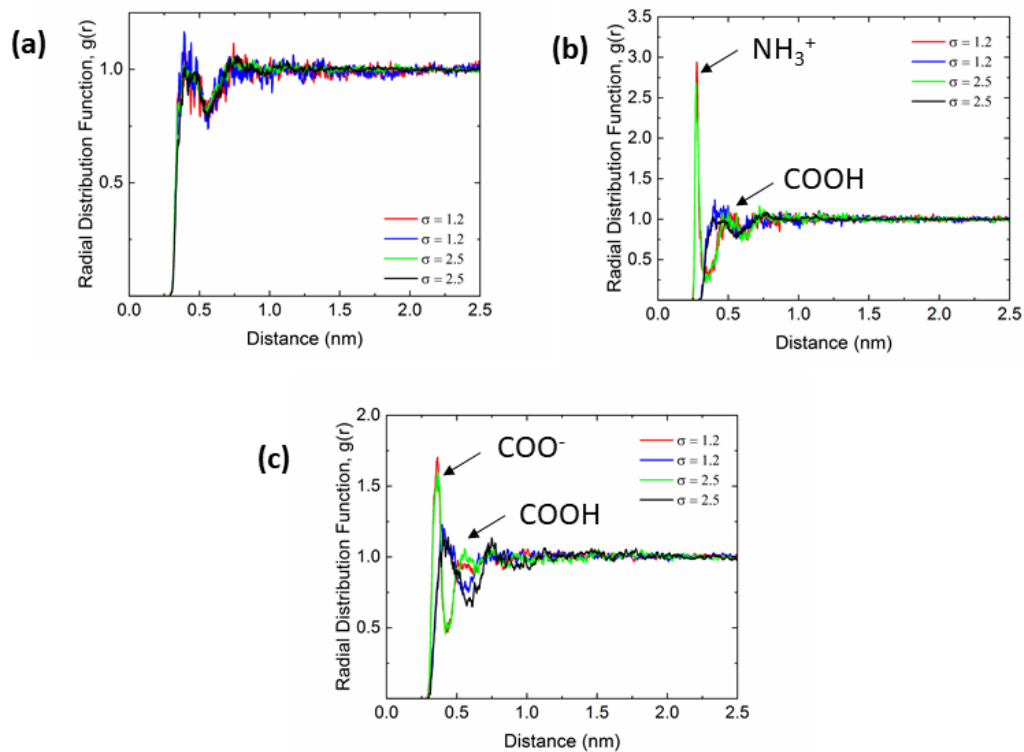 (a)
Radial Distribution Function, g(r)
1.0
0.5
0.0 0.5 1.0 1.5 2.0 2.5
Distance (nm)
σ = 1.2
σ = 1.2
σ = 2.5
σ = 2.5
(b)
Radial Distribution Function, g(r)
3.5
3.0
2.5
2.0
1.5
1.0
0.5
0.0 0.5 1.0 1.5 2.0 2.5
Distance (nm)
NH₃⁺
COOH
σ = 1.2
σ = 1.2
σ = 2.5
σ = 2.5
(c)
Radial Distribution Function, g(r)
2.0
1.5
1.0
0.5
0.0 0.5 1.0 1.5 2.0 2.5
Distance (nm)
COO⁻
COOH
σ = 1.2
σ = 1.2
σ = 2.5
σ = 2.5